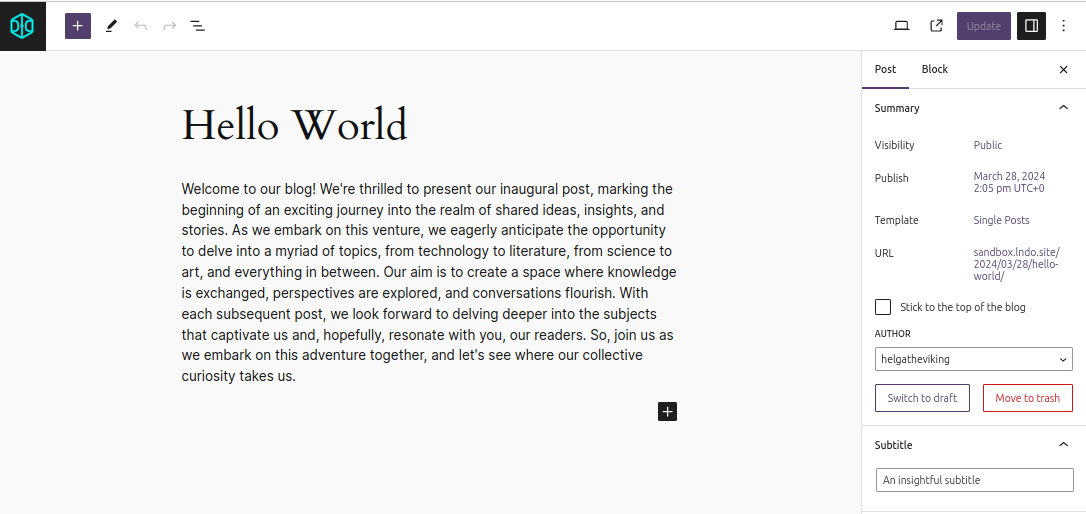 Update
Post
Block
Hello World
Welcome to our blog! We're thrilled to present our inaugural post, marking the
beginning of an exciting journey into the realm of shared ideas, insights, and
stories. As we embark on this venture, we eagerly anticipate the opportunity
to delve into a myriad of topics, from technology to literature, from science to
art, and everything in between. Our aim is to create a space where knowledge
is exchanged, perspectives are explored, and conversations flourish. With
each subsequent post, we look forward to delving deeper into the subjects
that captivate us and, hopefully, resonate with you, our readers. So, join us as
we embark on this adventure together, and let's see where our collective
curiosity takes us.
Summary
Visibility
Public
Publish
March 28, 2024
2:05 pm UTC+0
Template
Single Posts
URL
sandbox.lndo.site/
2024/03/28/hello-
world/
Stick to the top of the blog
AUTHOR
helgatheviking
Switch to draft
Move to trash
Subtitle
An insightful subtitle